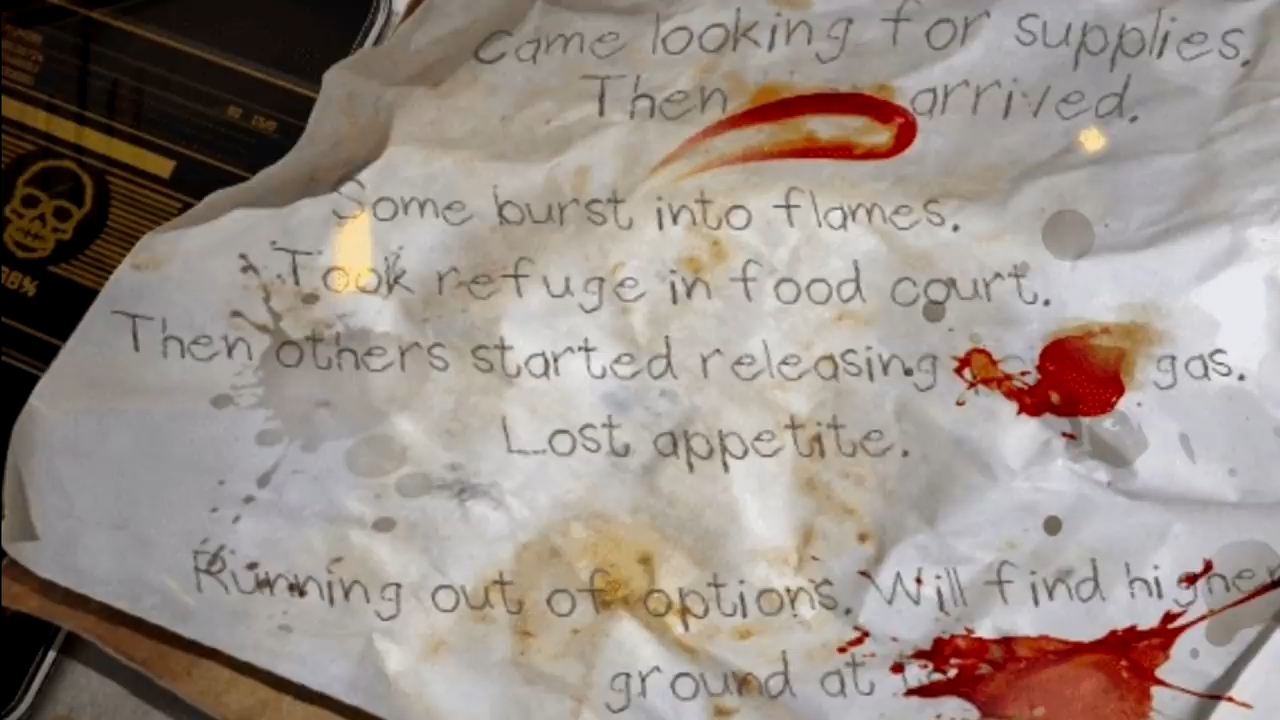 Came looking for supplies.
Then arrived.
Some burst into flames.
Took refuge in food court.
Then others started releasing gas.
Lost appetite.
Running out of options. Will find higher
ground at